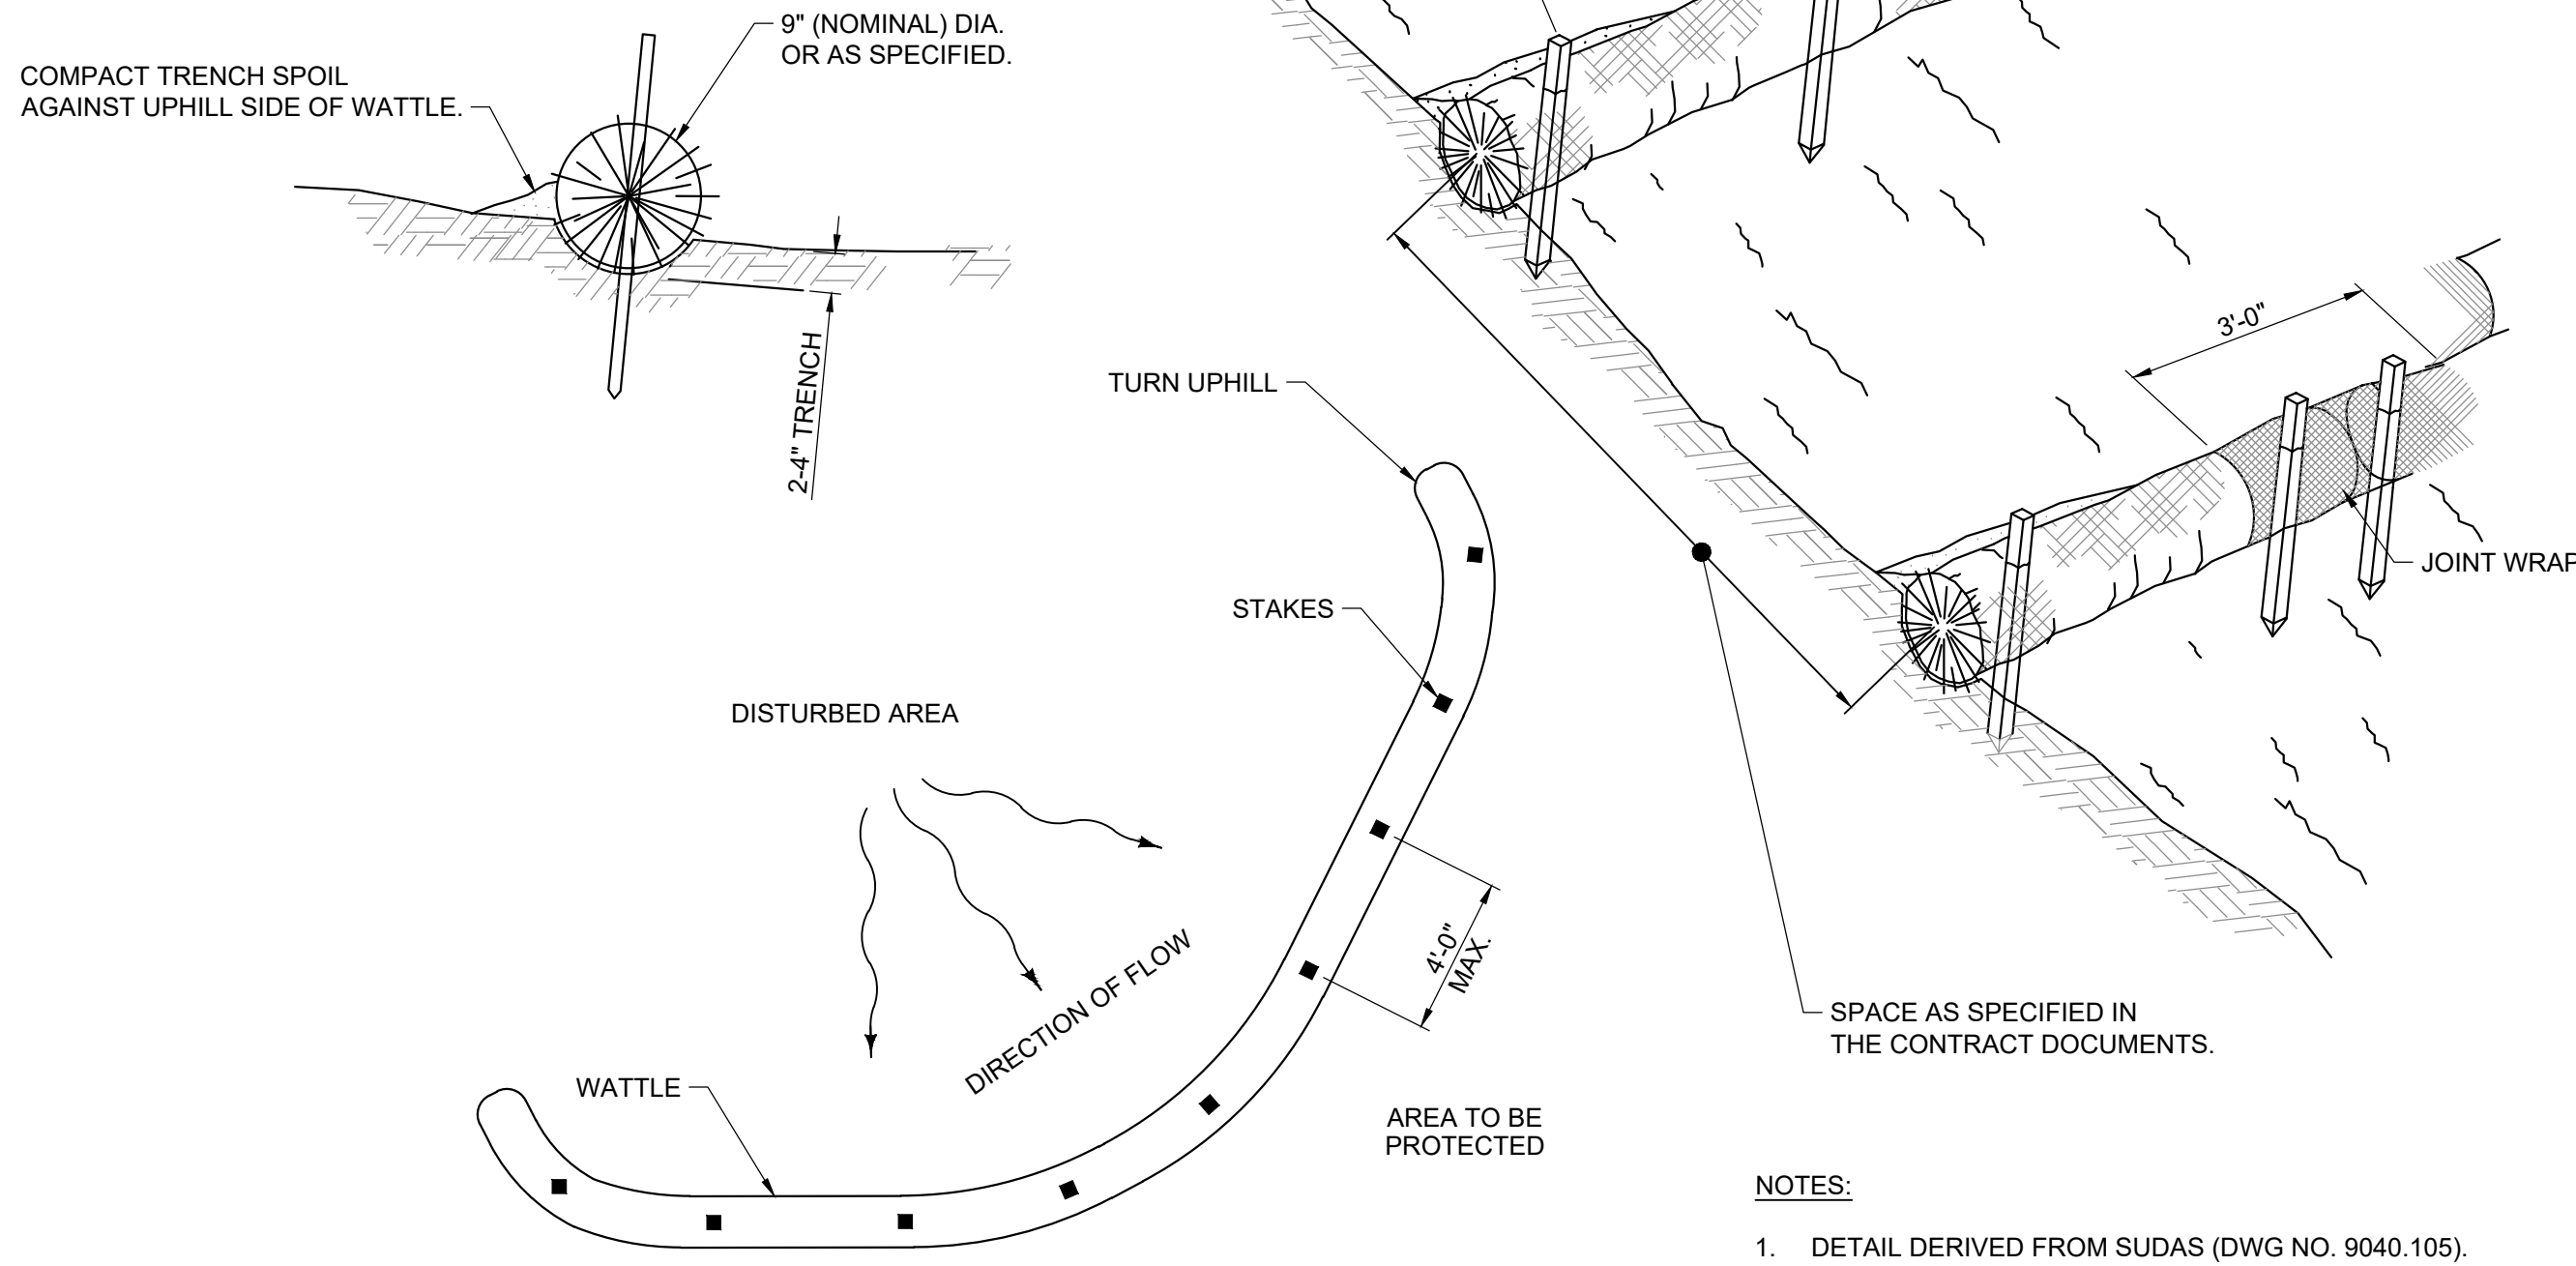 9" (NOMINAL) DIA.
OR AS SPECIFIED.
COMPACT TRENCH SPOIL
AGAINST UPHILL SIDE OF WATTLE.
2-4" TRENCH
TURN UPHILL
3'-0"
JOINT WRAP
STAKES
DISTURBED AREA
4'-0"
MAX.
DIRECTION OF FLOW
SPACE AS SPECIFIED IN
THE CONTRACT DOCUMENTS.
WATTLE
AREA TO BE
PROTECTED
NOTES:
1. DETAIL DERIVED FROM SUDAS (DWG NO. 9040.105).